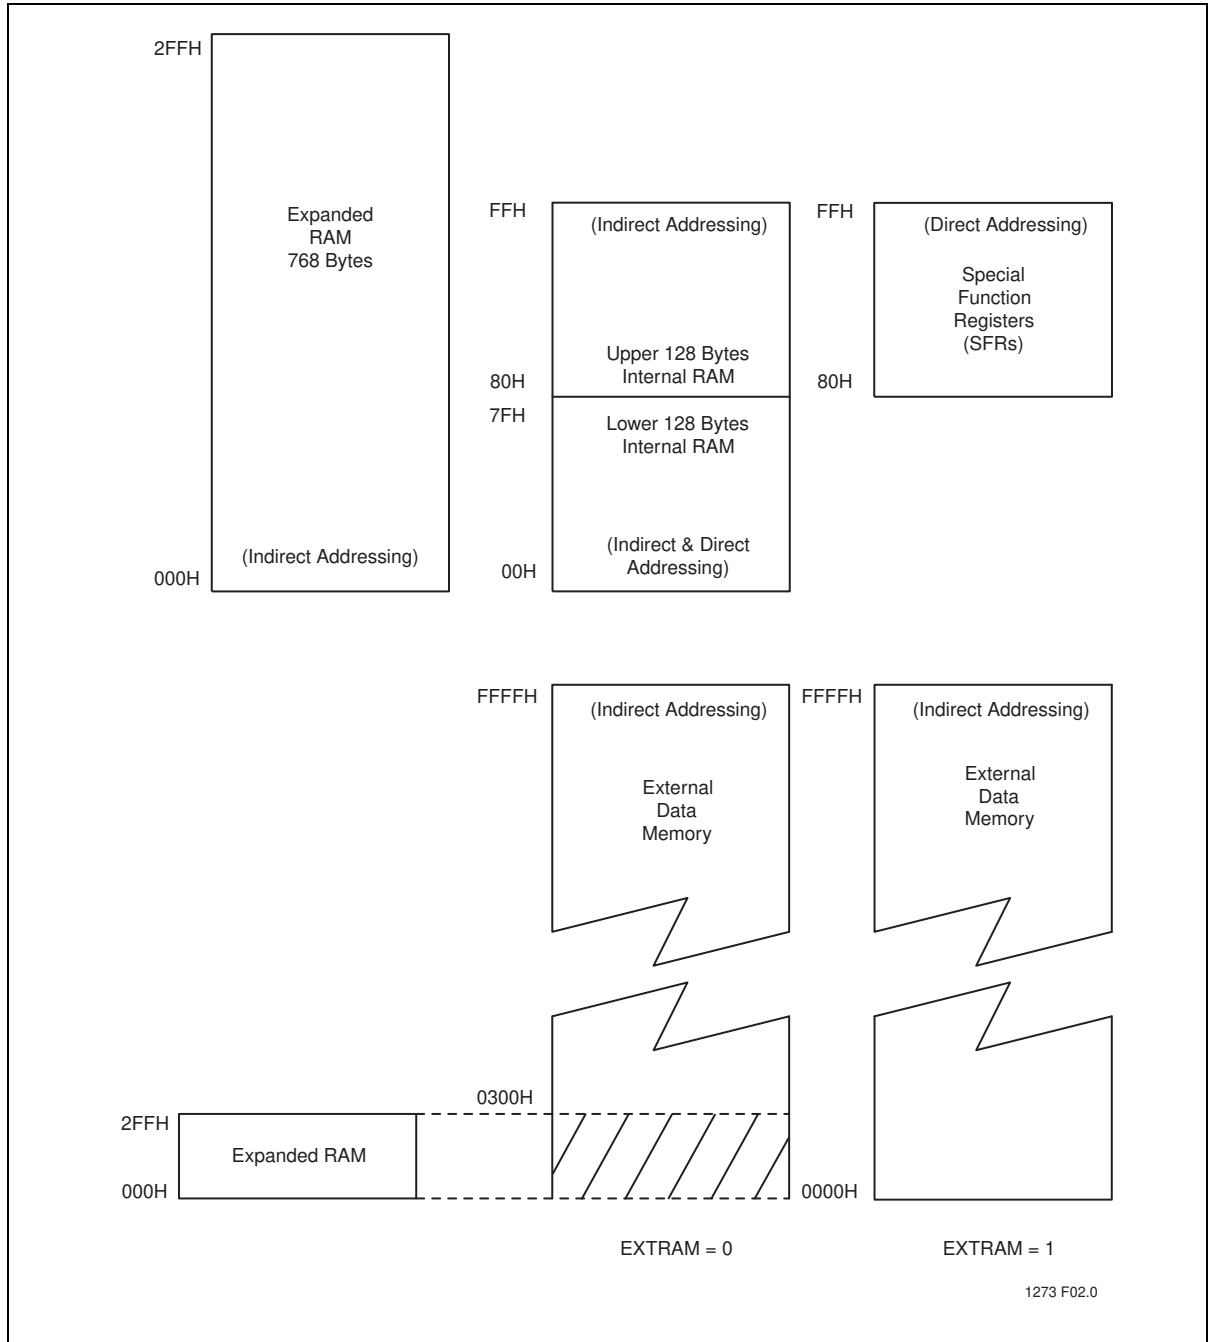 2FFH
Expanded
RAM
768 Bytes
(Indirect Addressing)
000H
FFH
(Indirect Addressing)
Upper 128 Bytes
Internal RAM
80H
7FH
Lower 128 Bytes
Internal RAM
(Indirect & Direct
Addressing)
00H
FFH
(Direct Addressing)
Special
Function
Registers
(SFRs)
80H
FFFFH
(Indirect Addressing)
External
Data
Memory
FFFFH
(Indirect Addressing)
External
Data
Memory
0300H
2FFH
Expanded RAM
000H
0000H
EXTRAM = 0
EXTRAM = 1
1273 F02.0